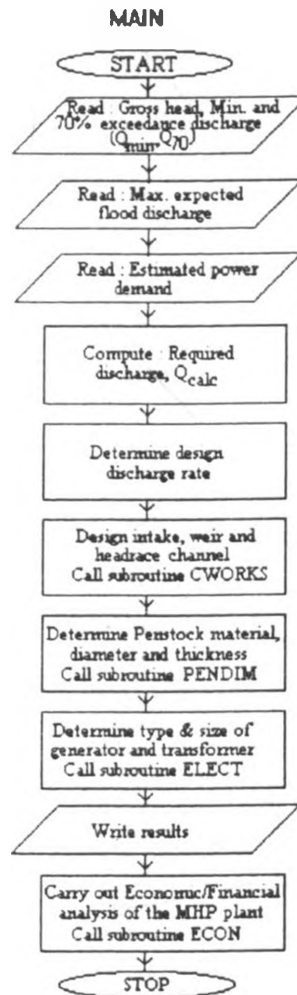 MAIN
START
Read : Gross head, Min. and
70% exceedance discharge
(Qmin, Q70)
Read : Max. expected
flood discharge
Read : Estimated power
demand
Compute : Required
discharge, Qcalc
Determine design
discharge rate
Design intake, weir and
headrace channel
Call subroutine CWORKS
Determine Penstock material,
diameter and thickness
Call subroutine PENDIM
Determine type & size of
generator and transformer
Call subroutine ELECT
Write results
Carry out Economic/Financial
analysis of the MHP plant
Call subroutine ECON
STOP